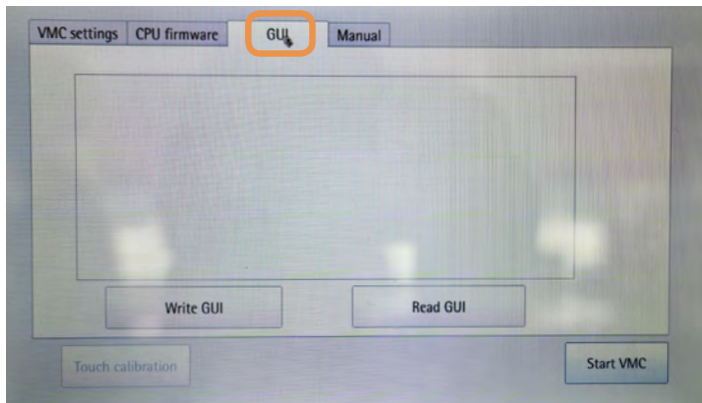 VMC settings CPU firmware GUI Manual
Write GUI Read GUI
Touch calibration Start VMC